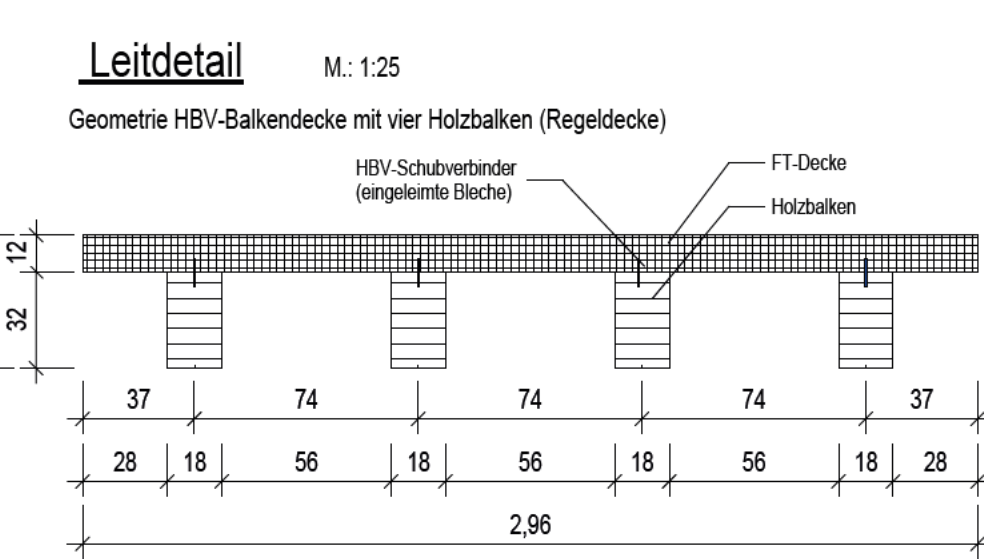 Leitdetail M.: 1:25
Geometrie HBV-Balkendecke mit vier Holzbalken (Regeldecke)
HBV-Schubverbinder
(eingeleimte Bleche)
FT-Decke
Holzbalken
12
32
37 74 74 74 37
28 18 56 18 56 18 56 18 28
2,96